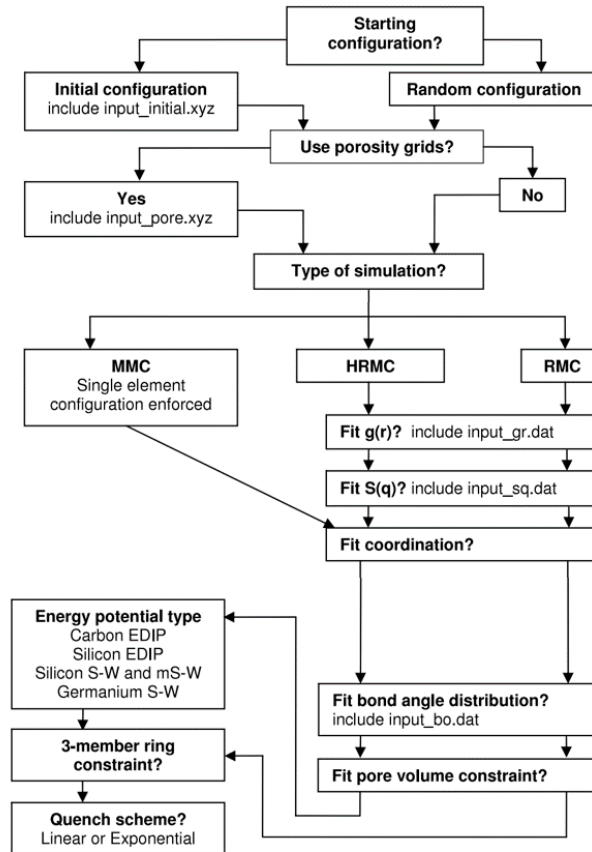 Starting
configuration?
Initial configuration
include input_initial.xyz
Random configuration
Use porosity grids?
Yes
include input_pore.xyz
No
Type of simulation?
MMC
Single element
configuration enforced
HRMC
RMC
Fit g(r)? include input_gr.dat
Fit S(q)? include input_sq.dat
Fit coordination?
Energy potential type
Carbon EDIP
Silicon EDIP
Silicon S-W and mS-W
Germanium S-W
Fit bond angle distribution?
include input_bo.dat
3-member ring
constraint?
Fit pore volume constraint?
Quench scheme?
Linear or Exponential